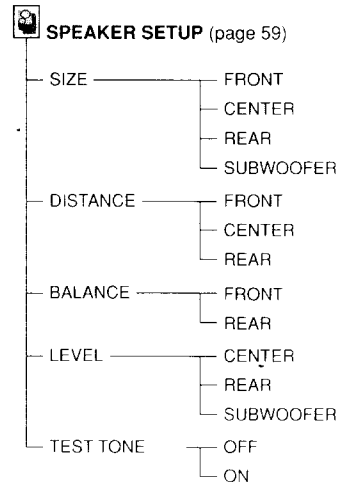 SPEAKER SETUP (page 59)
SIZE FRONT
CENTER
REAR
SUBWOOFER
DISTANCE FRONT
CENTER
REAR
BALANCE FRONT
REAR
LEVEL CENTER
REAR
SUBWOOFER
TEST TONE OFF
ON